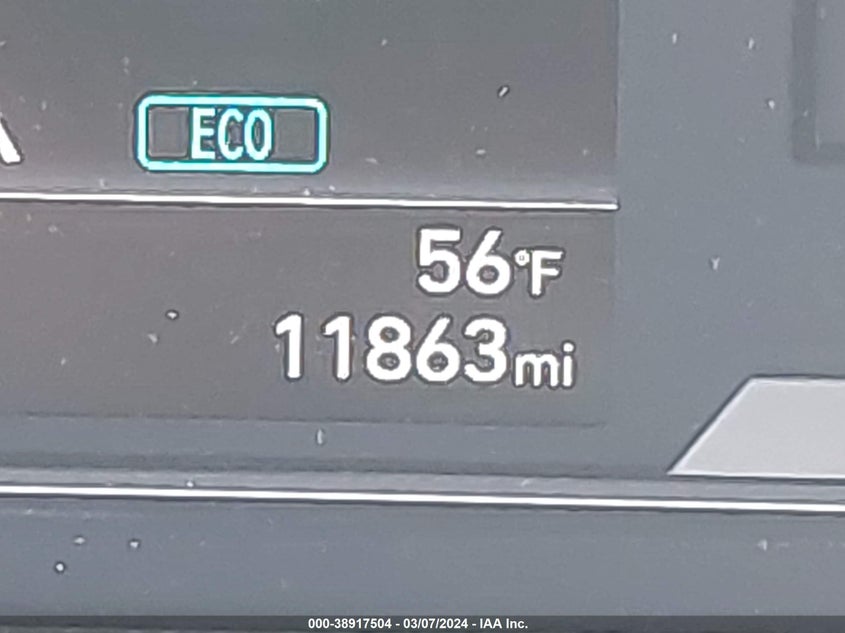 ECO
56°F
11863mi
000-38917504 - 03/07/2024 - IAA Inc.